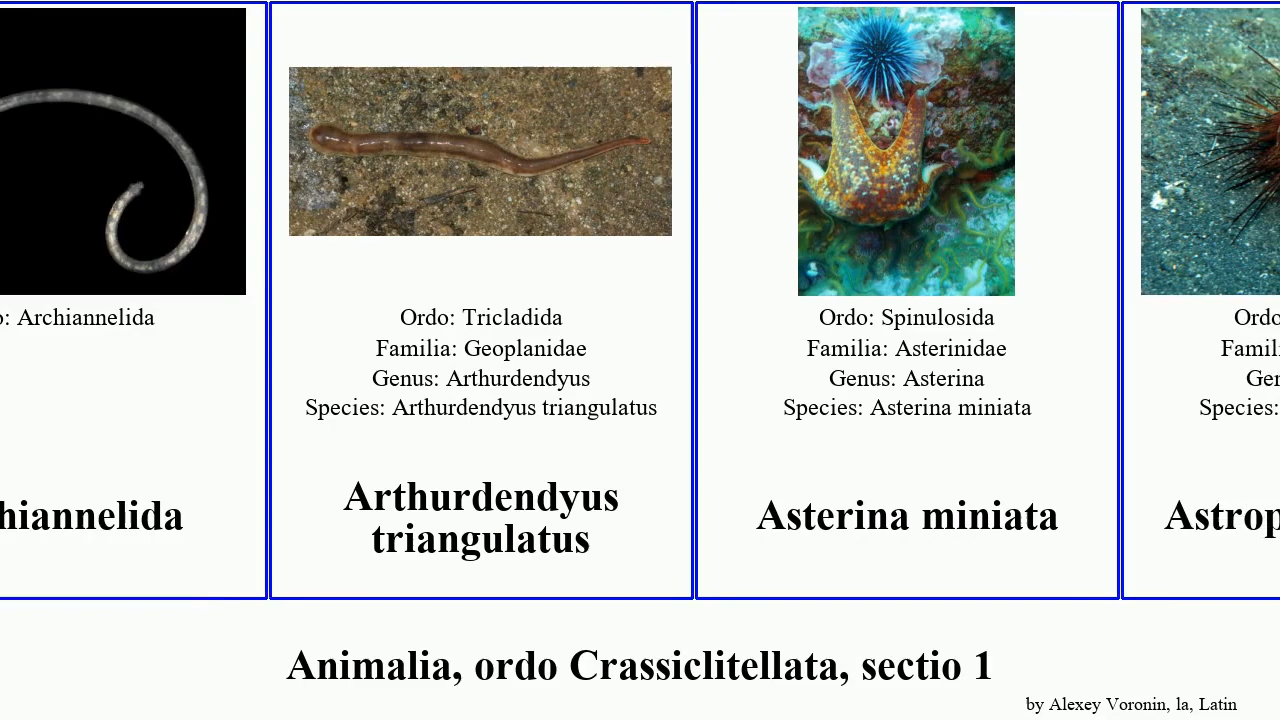 o: Archiannelida
hiannelida
Ordo: Tricladida
Familia: Geoplanidae
Genus: Arthurdendyus
Species: Arthurdendyus triangulatus
Arthurdendyus
triangulatus
Ordo: Spinulosida
Familia: Asterinidae
Genus: Asterina
Species: Asterina miniata
Asterina miniata
Ordo
Famili
Gen
Species:
Astrop
Animalia, ordo Crassiclitellata, sectio 1
by Alexey Voronin, la, Latin